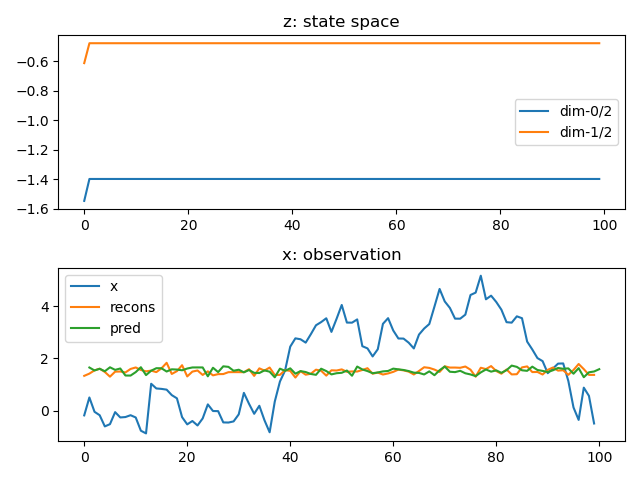 z: state space
−0.6
−0.8
−1.0
−1.2
−1.4
−1.6
dim-0/2
dim-1/2
0 20 40 60 80 100
x: observation
x
recons
pred
4
2
0
0 20 40 60 80 100